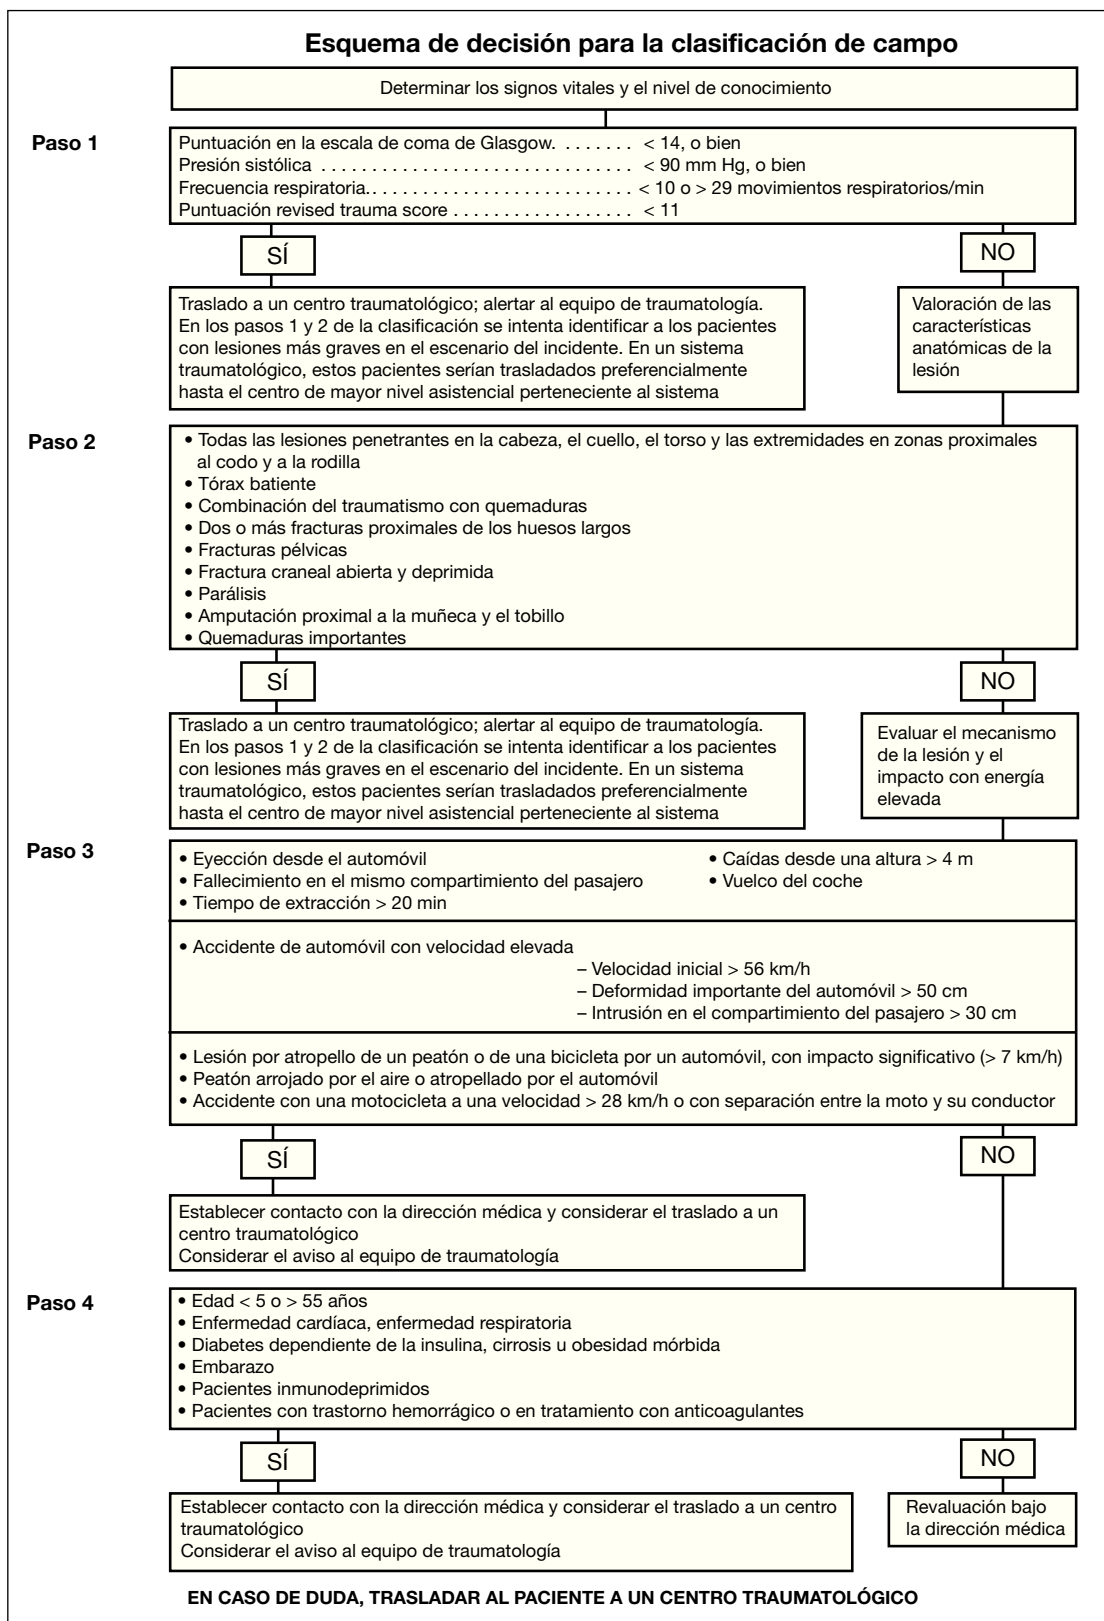 Esquema de decisión para la clasificación de campo
Determinar los signos vitales y el nivel de conocimiento
Paso 1
Puntuación en la escala de coma de Glasgow. . . . . . . . < 14, o bien
Presión sistólica . . . . . . . . . . . . . . . . . . . . . . . . . . . . . . . < 90 mm Hg, o bien
Frecuencia respiratoria. . . . . . . . . . . . . . . . . . . . . . . . . . . < 10 o > 29 movimientos respiratorios/min
Puntuación revised trauma score . . . . . . . . . . . . . . . . . . < 11
SÍ
NO
Traslado a un centro traumatológico; alertar al equipo de traumatología.
En los pasos 1 y 2 de la clasificación se intenta identificar a los pacientes
con lesiones más graves en el escenario del incidente. En un sistema
traumatológico, estos pacientes serían trasladados preferencialmente
hasta el centro de mayor nivel asistencial perteneciente al sistema
Valoración de las
características
anatómicas de la
lesión
Paso 2
• Todas las lesiones penetrantes en la cabeza, el cuello, el torso y las extremidades en zonas proximales
al codo y a la rodilla
• Tórax batiente
• Combinación del traumatismo con quemaduras
• Dos o más fracturas proximales de los huesos largos
• Fracturas pélvicas
• Fractura craneal abierta y deprimida
• Parálisis
• Amputación proximal a la muñeca y el tobillo
• Quemaduras importantes
SÍ
NO
Traslado a un centro traumatológico; alertar al equipo de traumatología.
En los pasos 1 y 2 de la clasificación se intenta identificar a los pacientes
con lesiones más graves en el escenario del incidente. En un sistema
traumatológico, estos pacientes serían trasladados preferencialmente
hasta el centro de mayor nivel asistencial perteneciente al sistema
Evaluar el mecanismo
de la lesión y el
impacto con energía
elevada
Paso 3
• Eyección desde el automóvil
• Fallecimiento en el mismo compartimiento del pasajero
• Tiempo de extracción > 20 min
• Caídas desde una altura > 4 m
• Vuelco del coche
• Accidente de automóvil con velocidad elevada
– Velocidad inicial > 56 km/h
– Deformidad importante del automóvil > 50 cm
– Intrusión en el compartimiento del pasajero > 30 cm
• Lesión por atropello de un peatón o de una bicicleta por un automóvil, con impacto significativo (> 7 km/h)
• Peatón arrojado por el aire o atropellado por el automóvil
• Accidente con una motocicleta a una velocidad > 28 km/h o con separación entre la moto y su conductor
SÍ
NO
Establecer contacto con la dirección médica y considerar el traslado a un
centro traumatológico
Considerar el aviso al equipo de traumatología
Paso 4
• Edad < 5 o > 55 años
• Enfermedad cardíaca, enfermedad respiratoria
• Diabetes dependiente de la insulina, cirrosis u obesidad mórbida
• Embarazo
• Pacientes inmunodeprimidos
• Pacientes con trastorno hemorrágico o en tratamiento con anticoagulantes
SÍ
NO
Establecer contacto con la dirección médica y considerar el traslado a un centro
traumatológico
Considerar el aviso al equipo de traumatología
Revaluación bajo
la dirección médica
EN CASO DE DUDA, TRASLADAR AL PACIENTE A UN CENTRO TRAUMATOLÓGICO